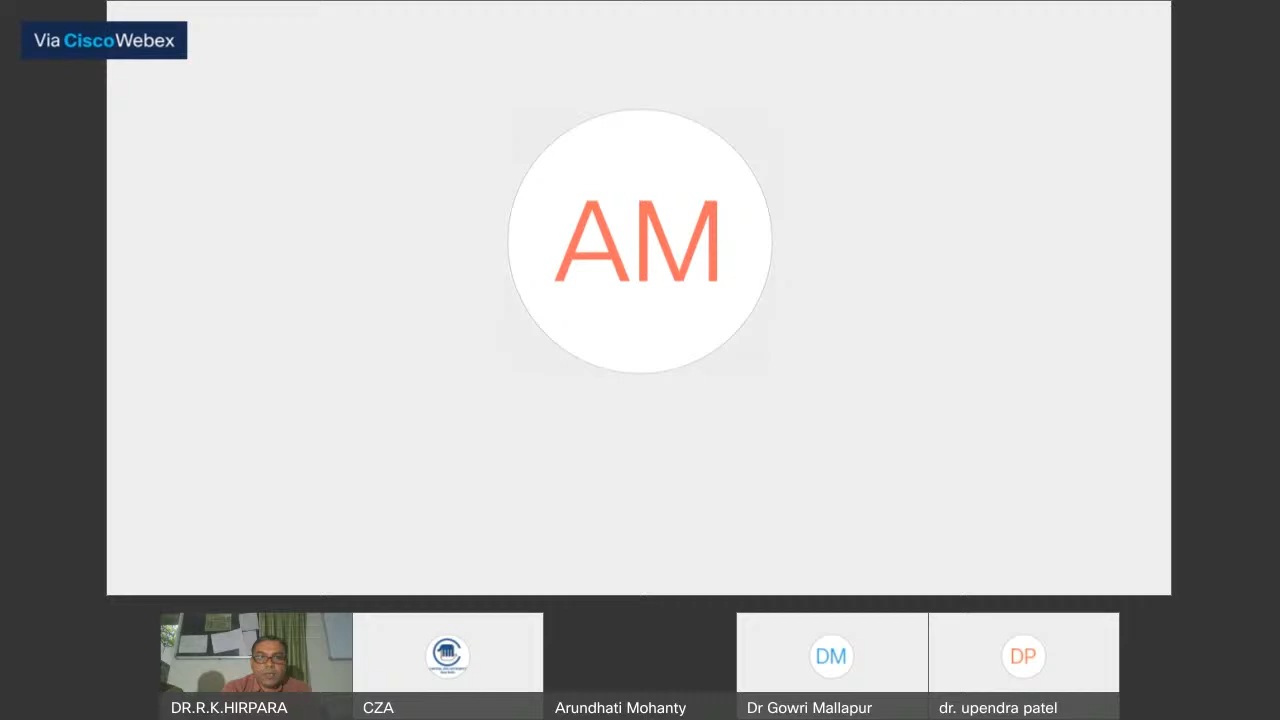 Via CiscoWebex
AM
DM
DP
DR.R.K.HIRPARA
CZA
Arundhati Mohanty
Dr Gowri Mallapur
dr. upendra patel